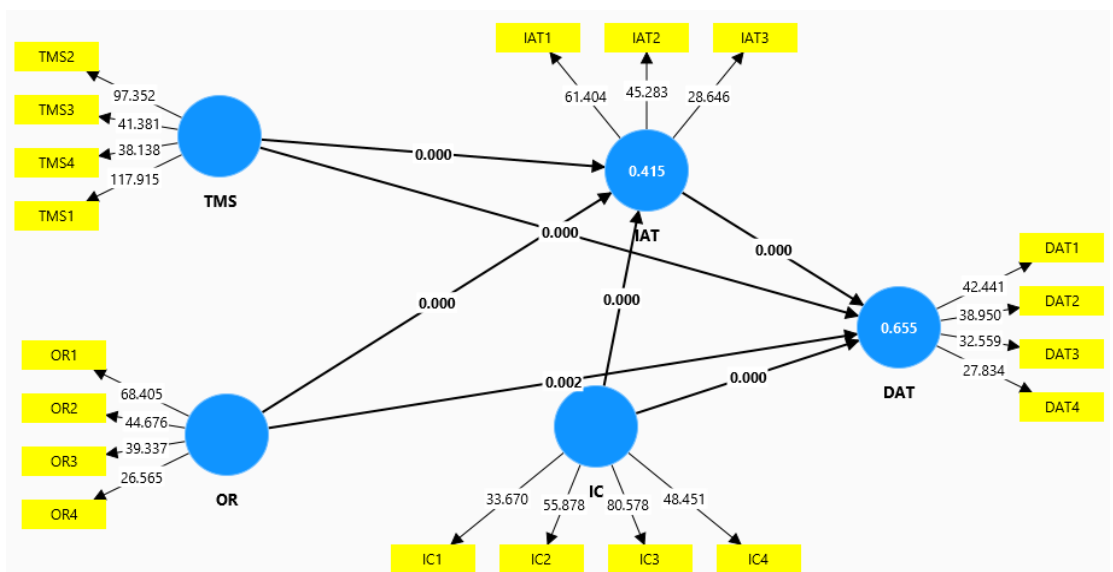 IAT1
IAT2
IAT3
TMS2
TMS3
TMS4
TMS1
97.352
41.381
38.138
117.915
61.404
45.283
28.646
TMS
0.000
0.415
IAT
0.000
0.000
0.000
0.000
DAT1
DAT2
DAT3
DAT4
42.441
38.950
32.559
27.834
0.655
DAT
OR1
OR2
OR3
OR4
68.405
44.676
39.337
26.565
OR
0.002
0.000
IC
33.670
55.878
80.578
48.451
IC1
IC2
IC3
IC4